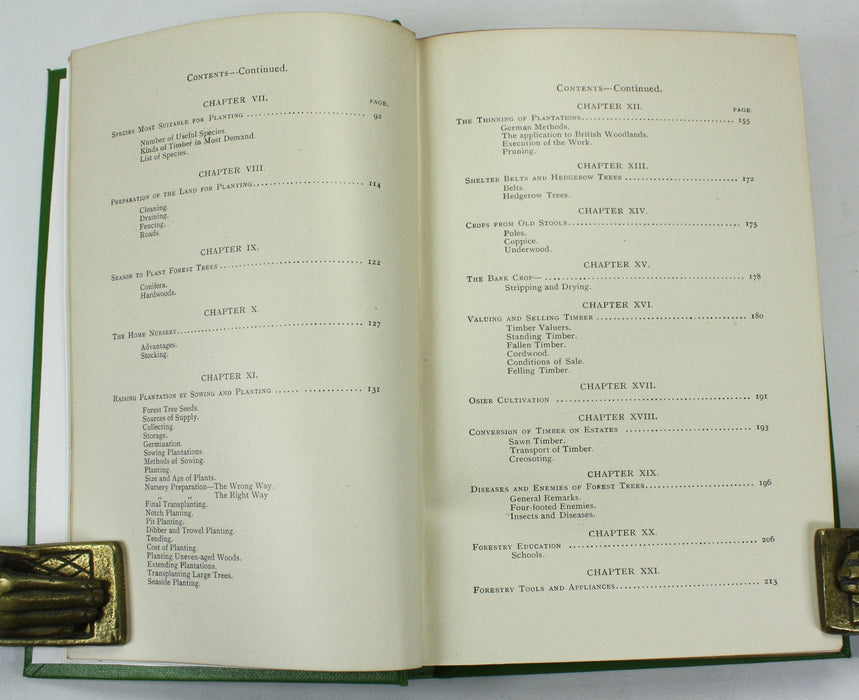 Contents—Continued.
CHAPTER VII.
PAGE.
Species Most Suitable for Planting 92
Number of Useful Species.
Kinds of Timber in Most Demand.
List of Species.
CHAPTER VIII.
Preparation of the Land for Planting 114
Cleaning.
Draining.
Fencing.
Roads.
CHAPTER IX.
Season to Plant Forest Trees 122
Conifera.
Hardwoods.
CHAPTER X.
The Home Nursery 127
Advantages.
Stocking.
CHAPTER XI.
Raising Plantation by Sowing and Planting 131
Forest Tree Seeds.
Sources of Supply.
Collecting.
Storage.
Germination.
Sowing Plantations.
Methods of Sowing.
Planting.
Size and Age of Plants.
Nursery Preparation—The Wrong Way.
„ „ The Right Way
Final Transplanting.
Notch Planting.
Pit Planting.
Dibber and Trowel Planting.
Tending.
Cost of Planting.
Planting Uneven-aged Woods.
Extending Plantations.
Transplanting Large Trees.
Seaside Planting.
Contents—Continued.
CHAPTER XII.
PAGE.
The Thinning of Plantations 155
German Methods.
The application to British Woodlands.
Execution of the Work.
Pruning.
CHAPTER XIII.
Shelter Belts and Hedgerow Trees 172
Belts.
Hedgerow Trees.
CHAPTER XIV.
Crops from Old Stools 175
Poles.
Coppice.
Underwood.
CHAPTER XV.
The Bark Crop— 178
Stripping and Drying.
CHAPTER XVI.
Valuing and Selling Timber 180
Timber Valuers.
Standing Timber.
Fallen Timber.
Cordwood.
Conditions of Sale.
Felling Timber.
CHAPTER XVII.
Osier Cultivation 191
CHAPTER XVIII.
Conversion of Timber on Estates 193
Sawn Timber.
Transport of Timber.
Creosoting.
CHAPTER XIX.
Diseases and Enemies of Forest Trees 196
General Remarks.
Four-footed Enemies.
Insects and Diseases.
CHAPTER XX.
Forestry Education 206
Schools.
CHAPTER XXI.
Forestry Tools and Appliances 213